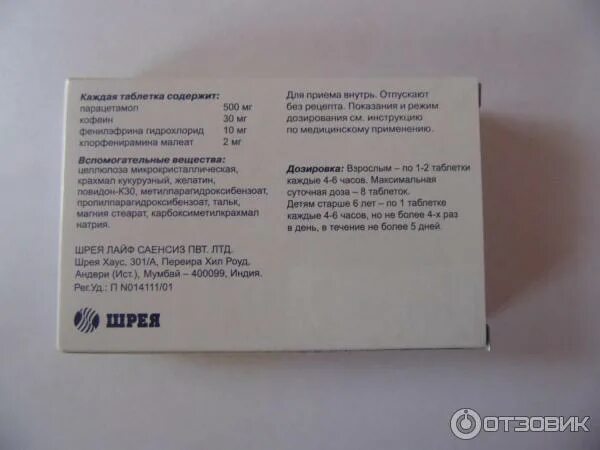 Каждая таблетка содержит:
парацетамол 500 мг
кофеин 30 мг
фенилэфрина гидрохлорид 10 мг
хлорфенирамина малеат 2 мг
Вспомогательные вещества:
целлюлоза микрокристаллическая,
крахмал кукурузный, желатин,
повидон-К30, метилпарагидроксибензоат,
пропилпарагидроксибензоат, тальк,
магния стеарат, карбоксиметилкрахмал
натрия.
ШРЕЯ ЛАЙФ САЕНСИЗ ПВТ. ЛТД.
Шрея Хаус, 301/А, Переира Хил Роуд,
Андери (Ист.), Мумбай – 400099, Индия.
Рег.Уд.: П N014111/01
ШРЕЯ
Для приема внутрь. Отпускают
без рецепта. Показания и режим
дозирования см. инструкцию
по медицинскому применению.
Дозировка: Взрослым – по 1-2 таблетки
каждые 4-6 часов. Максимальная
суточная доза – 8 таблеток.
Детям старше 6 лет – по 1 таблетке
каждые 4-6 часов, но не более 4-х раз
в день, в течение не более 5 дней.
ОТЗОВИК